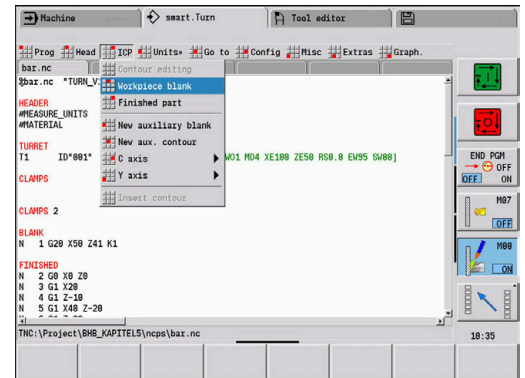 Machine
smart.Turn
Tool editor
Prog Head ICP Units» Go to Config Misc Extras Graph.
bar.nc
Contour editing
Workpiece blank
Finished part
New auxiliary blank
New aux. contour
C axis
Y axis
Insert contour
%bar.nc "TURN_V
HEADER
#MEASURE_UNITS
#MATERIAL
TURRET
T1 ID"001" WO1 MD4 XE100 ZE50 RS0.8 EW95 SW80]
CLAMPS
CLAMPS 2
BLANK
N 1 G20 X50 Z41 K1
FINISHED
N 2 G0 X0 Z0
N 3 G1 X20
N 4 G1 Z-10
N 5 G1 X40 Z-20
TNC:\Project\BHB_KAPITEL5\ncps\bar.nc
END PGM
OFF
OFF ON
M07
OFF
M08
ON
10:35